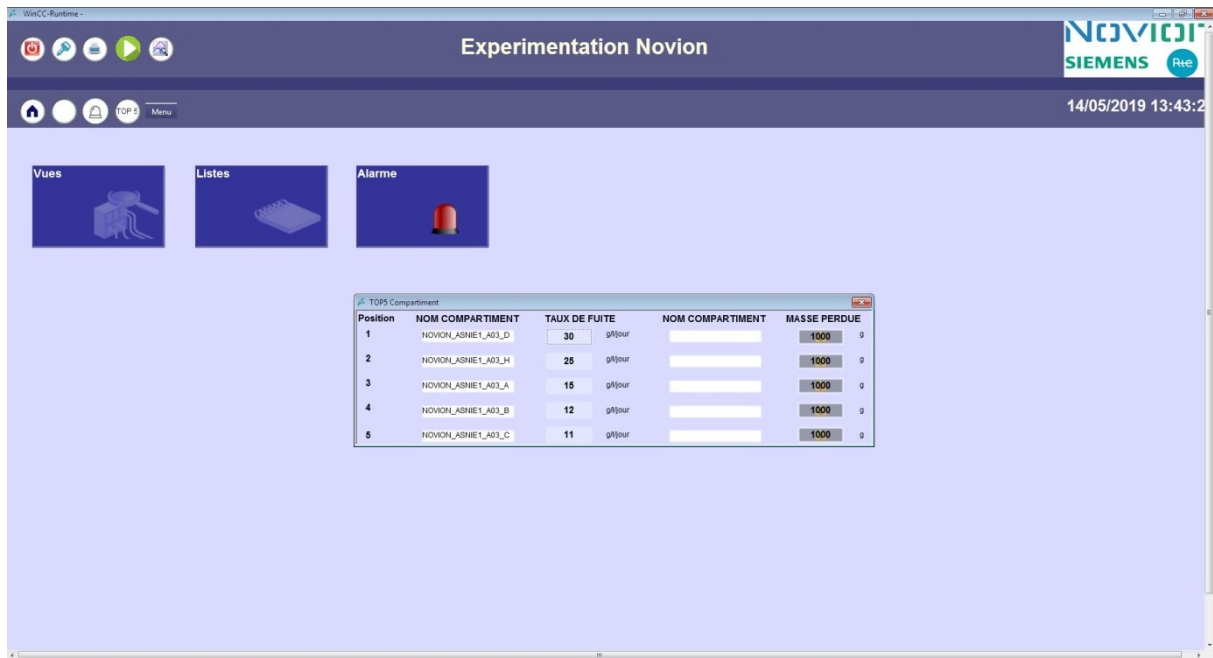 WinCC-Runtime -
Experimentation Novion
NOVION
SIEMENS Rte
TOP 5 Menu
14/05/2019 13:43:2
Vues Listes Alarme
TOP5 Compartiment
Position NOM COMPARTIMENT TAUX DE FUITE NOM COMPARTIMENT MASSE PERDUE
1 NOVION_ASNIE1_A03_D 30 g/l/jour 1000 g
2 NOVION_ASNIE1_A03_H 25 g/l/jour 1000 g
3 NOVION_ASNIE1_A03_A 15 g/l/jour 1000 g
4 NOVION_ASNIE1_A03_B 12 g/l/jour 1000 g
5 NOVION_ASNIE1_A03_C 11 g/l/jour 1000 g